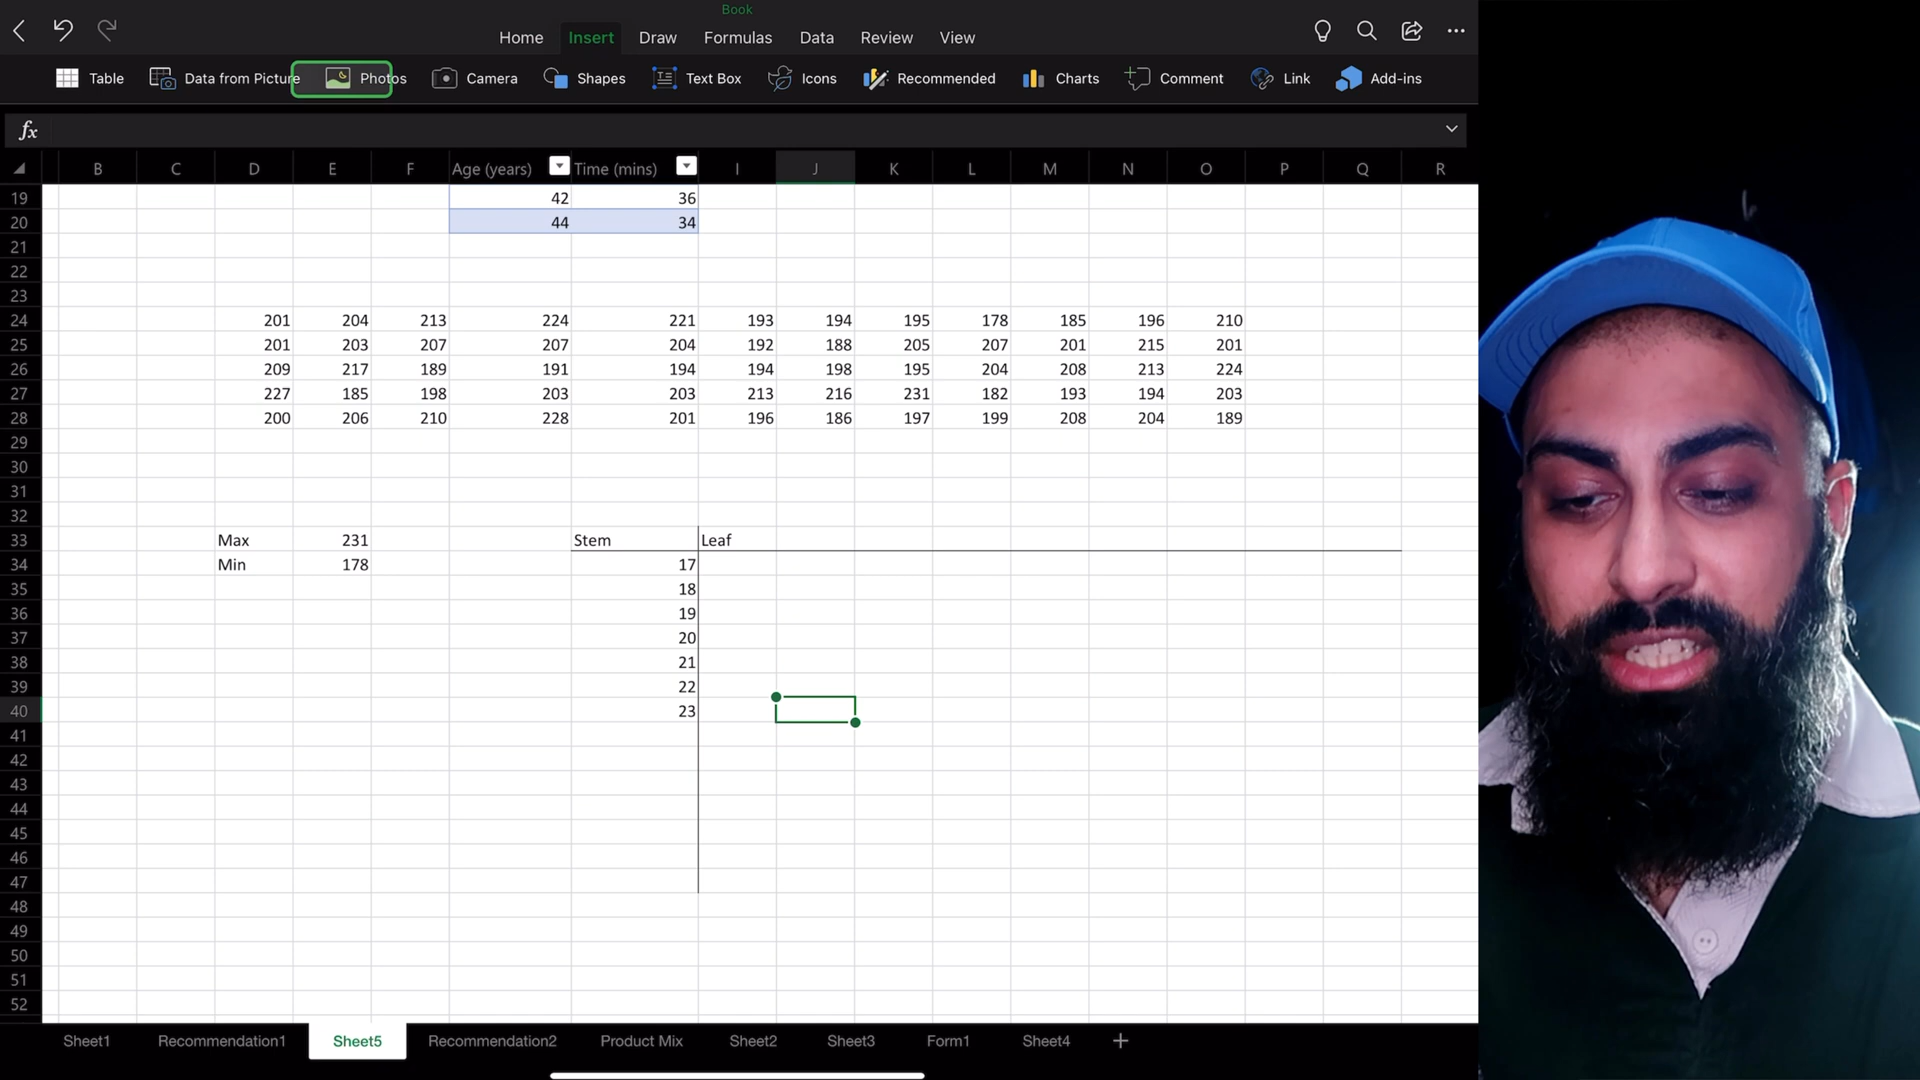 Book
Home Insert Draw Formulas Data Review View
Table Data from Picture Photos Camera Shapes Text Box Icons Recommended Charts Comment Link Add-ins
fx
B C D E F Age (years) Time (mins) I J K L M N O P Q R
19 42 36
20 44 34
21
22
23
24 201 204 213 224 221 193 194 195 178 185 196 210
25 201 203 207 207 204 192 188 205 207 201 215 201
26 209 217 189 191 194 194 198 195 204 208 213 224
27 227 185 198 203 203 213 216 231 182 193 194 203
28 200 206 210 228 201 196 186 197 199 208 204 189
29
30
31
32
33 Max 231 Stem Leaf
34 Min 178 17
35 18
36 19
37 20
38 21
39 22
40 23
41
42
43
44
45
46
47
48
49
50
51
52
Sheet1 Recommendation1 Sheet5 Recommendation2 Product Mix Sheet2 Sheet3 Form1 Sheet4 +